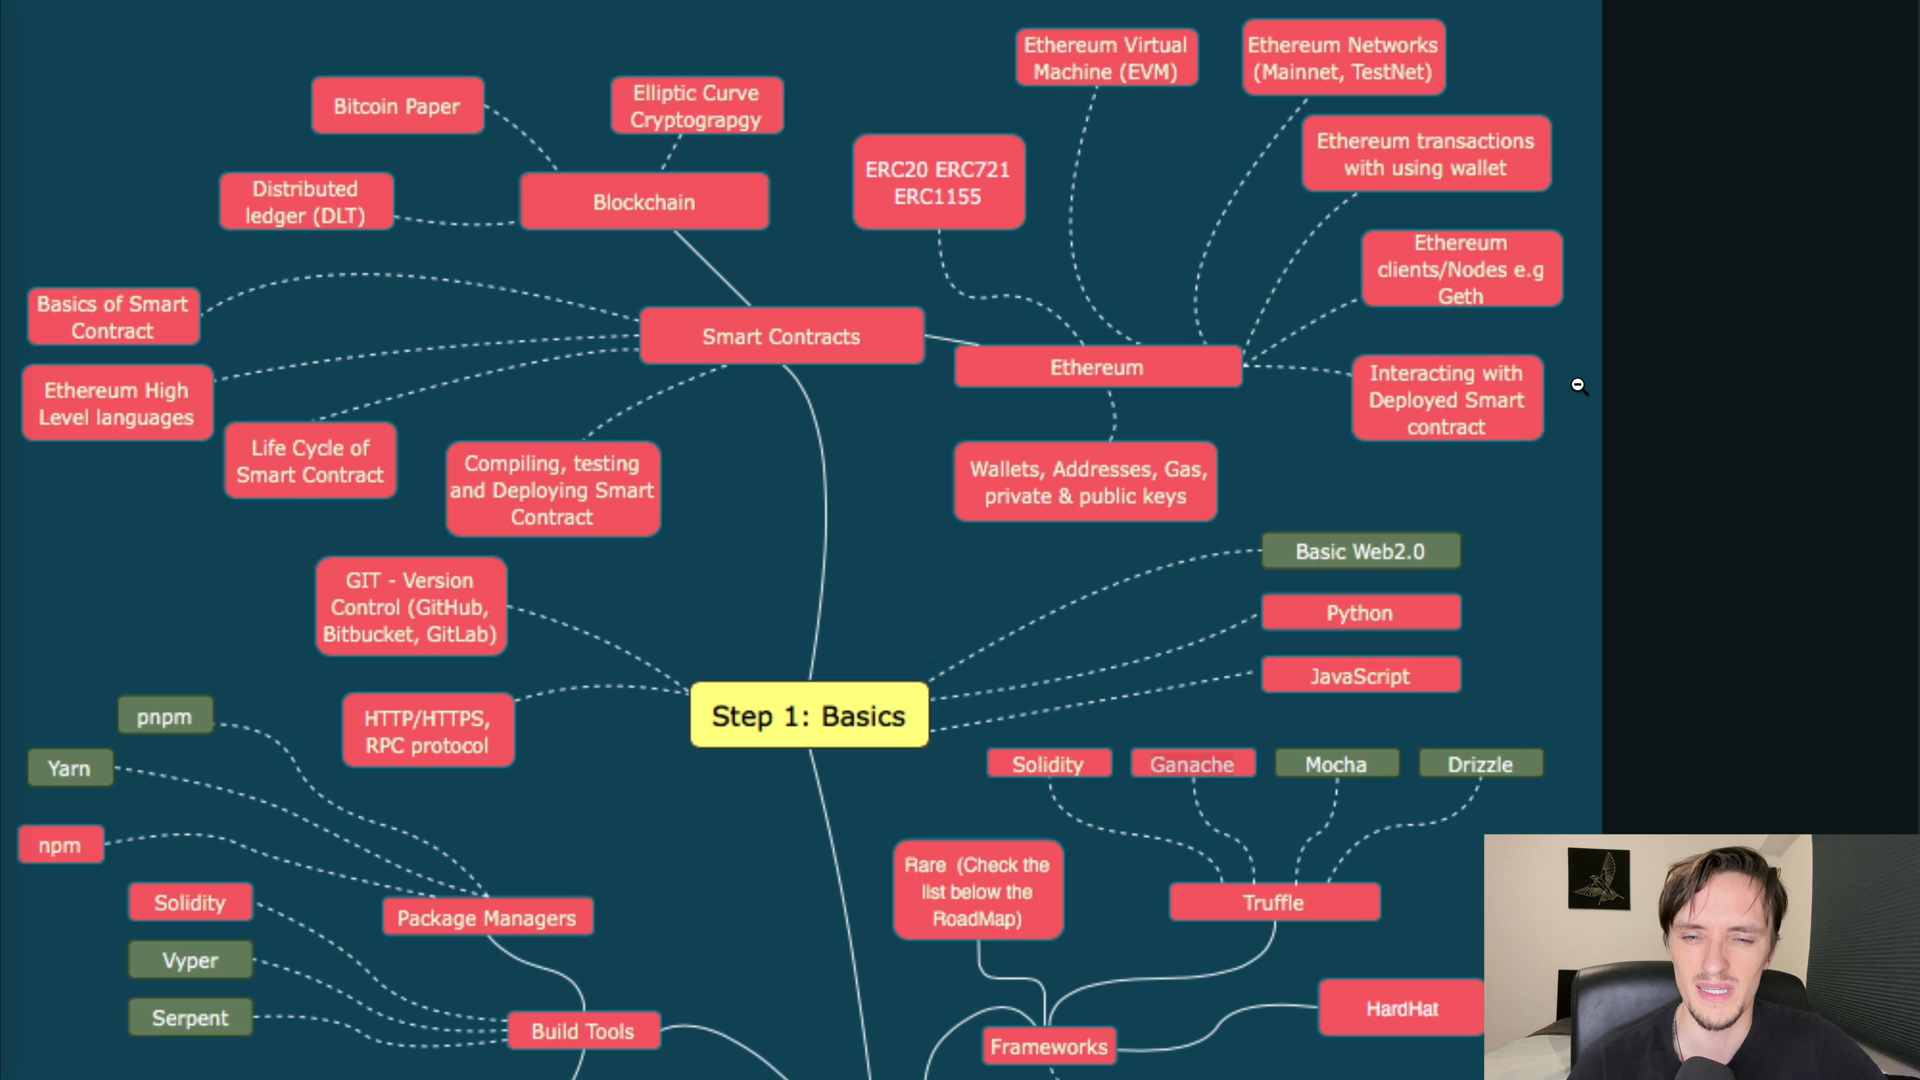 Ethereum Virtual
Machine (EVM)
Ethereum Networks
(Mainnet, TestNet)
Bitcoin Paper
Elliptic Curve
Cryptograpgy
Ethereum transactions
with using wallet
ERC20 ERC721
ERC1155
Distributed
ledger (DLT)
Blockchain
Ethereum
clients/Nodes e.g
Geth
Basics of Smart
Contract
Smart Contracts
Ethereum
Ethereum High
Level languages
Interacting with
Deployed Smart
contract
Life Cycle of
Smart Contract
Compiling, testing
and Deploying Smart
Contract
Wallets, Addresses, Gas,
private & public keys
Basic Web2.0
GIT - Version
Control (GitHub,
Bitbucket, GitLab)
Python
JavaScript
HTTP/HTTPS,
RPC protocol
Step 1: Basics
pnpm
Yarn
npm
Solidity
Ganache
Mocha
Drizzle
Rare (Check the
list below the
RoadMap)
Truffle
Solidity
Package Managers
Vyper
Serpent
Build Tools
Frameworks
HardHat